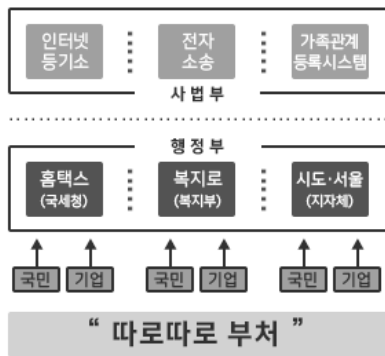 인터넷 전자 가족관계
등기소 소송 등록시스템
사법부
행정부
홈택스 복지로 시도·서울
(국세청) (복지부) (지자체)
국민 기업 국민 기업 국민 기업
“ 따로따로 부처 ”